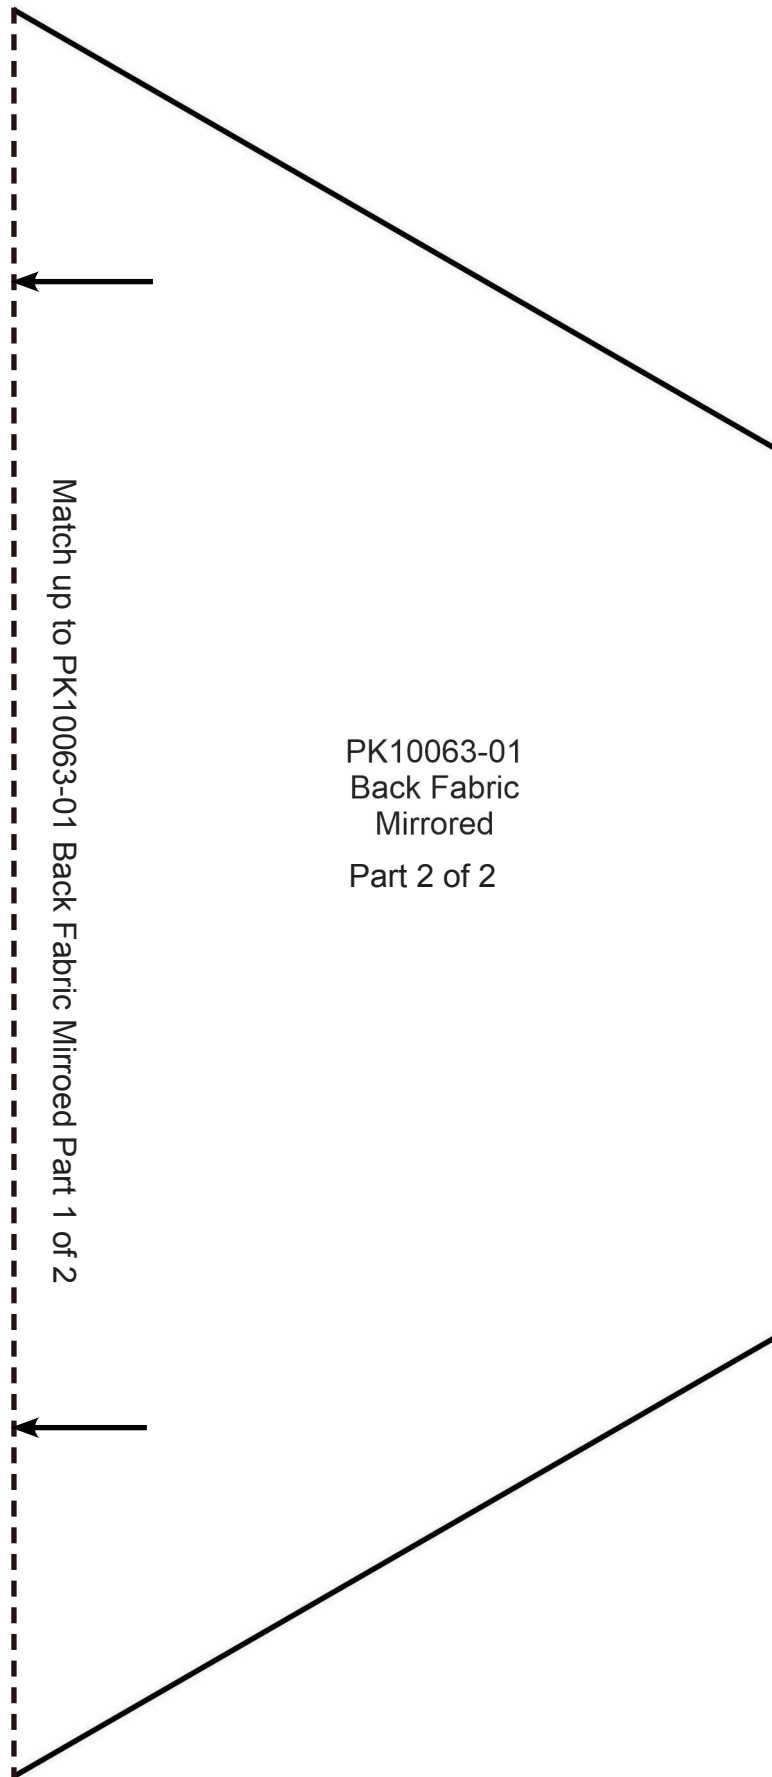 Match up to PK10063-01 Back Fabric Mirroed Part 1 of 2
PK10063-01
Back Fabric
Mirrored
Part 2 of 2